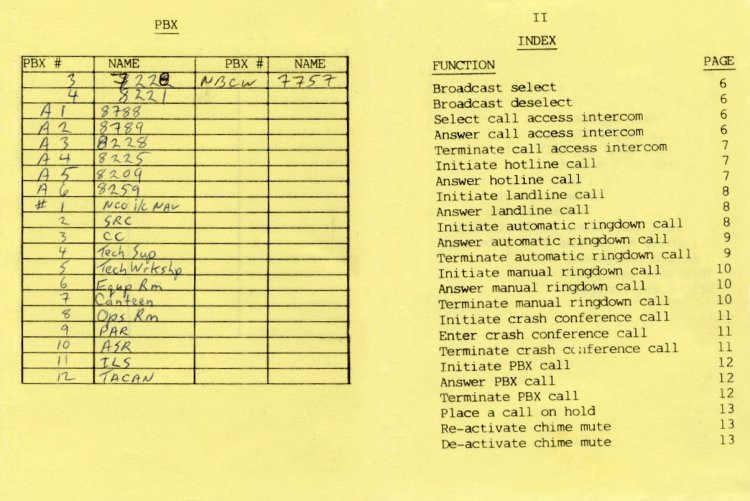 PBX
PBX # NAME PBX # NAME
3 NBCW 7757
4 8221
A 1 8788
A 2 8789
A 3 8228
A 4 8225
A 5 8209
A 6 8259
# 1 NCO i/c NAV
2 SRC
3 CC
4 Tech Sup
5 Tech Wrkshp
6 Equp Rm
7 Canteen
8 Ops Rm
9 PAR
10 ASR
11 ILS
12 TACAN
II
INDEX
FUNCTION PAGE
Broadcast select 6
Broadcast deselect 6
Select call access intercom 6
Answer call access intercom 6
Terminate call access intercom 7
Initiate hotline call 7
Answer hotline call 7
Initiate landline call 8
Answer landline call 8
Initiate automatic ringdown call 8
Answer automatic ringdown call 9
Terminate automatic ringdown call 9
Initiate manual ringdown call 10
Answer manual ringdown call 10
Terminate manual ringdown call 10
Initiate crash conference call 11
Enter crash conference call 11
Terminate crash conference call 11
Initiate PBX call 12
Answer PBX call 12
Terminate PBX call 12
Place a call on hold 13
Re-activate chime mute 13
De-activate chime mute 13